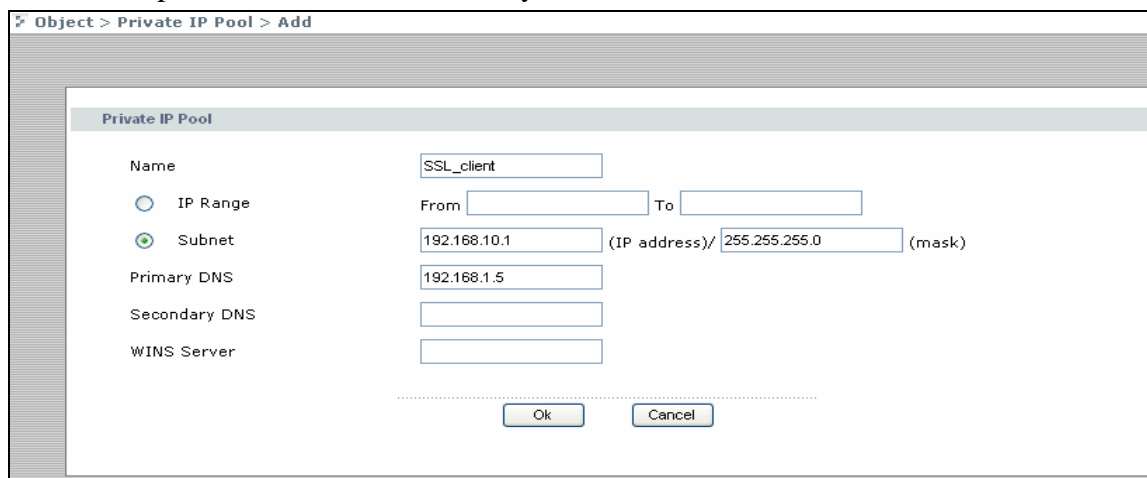 Object > Private IP Pool > Add
Private IP Pool
Name SSL_client
IP Range From To
Subnet 192.168.10.1 (IP address)/ 255.255.255.0 (mask)
Primary DNS 192.168.1.5
Secondary DNS
WINS Server
Ok Cancel